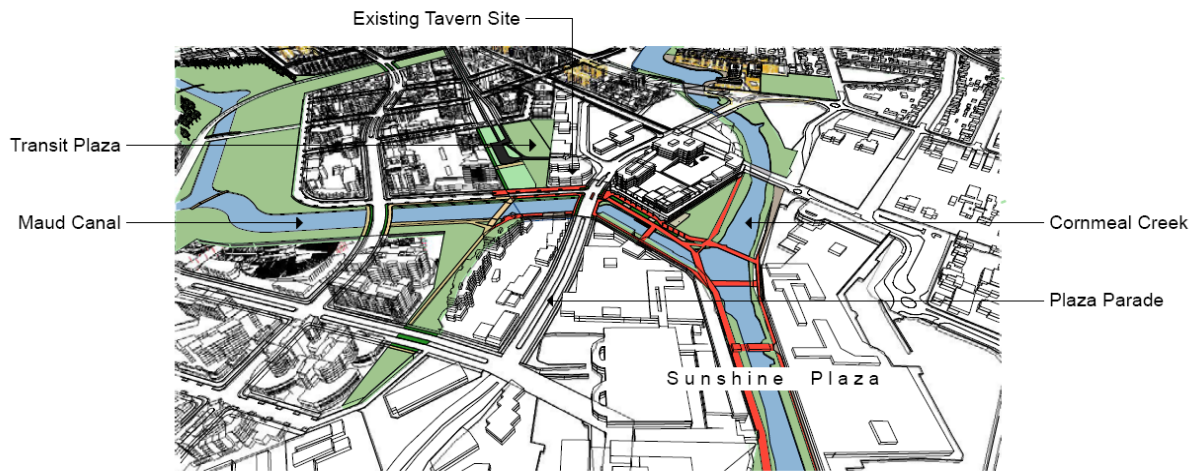 Existing Tavern Site
Transit Plaza
Maud Canal
Cornmeal Creek
Plaza Parade
Sunshine Plaza